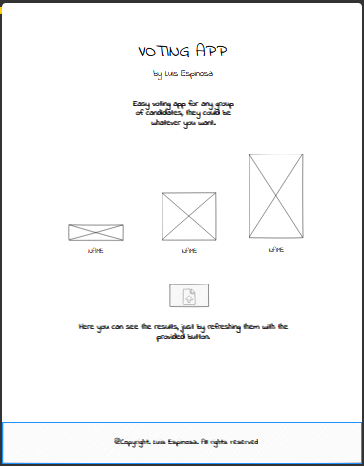 VOTING APP
by Luis Espinosa
Easy voting app for any group
of candidates, they could be
whatever you want.
NAME
NAME
NAME
Here you can see the results, just by refreshing them with the
provided button.
©Copyright. Luis Espinosa. All rights reserved